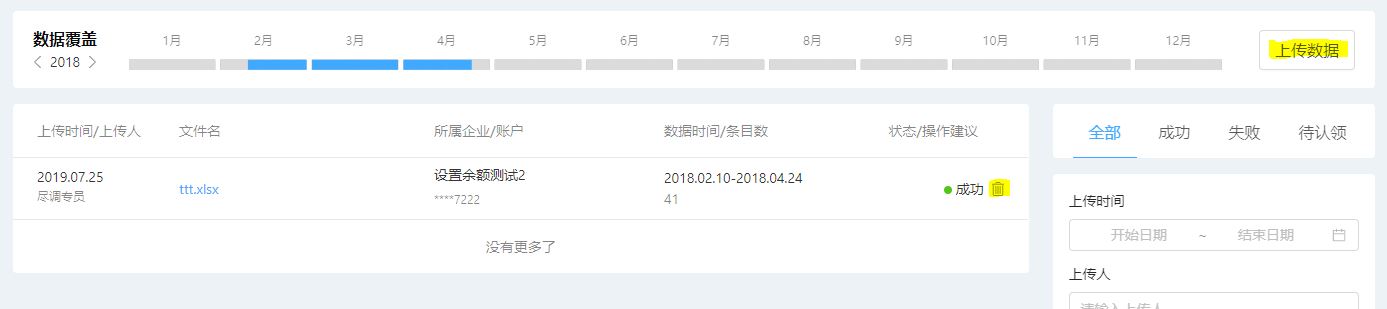 数据覆盖
2018
1月 2月 3月 4月 5月 6月 7月 8月 9月 10月 11月 12月
上传数据
上传时间/上传人 文件名 所属企业/账户 数据时间/条目数 状态/操作建议
2019.07.25
尽调专员
ttt.xlsx
设置余额测试2
****7222
2018.02.10-2018.04.24
41
成功
没有更多了
全部 成功 失败 待认领
上传时间
开始日期 ~ 结束日期
上传人
请输入上传人